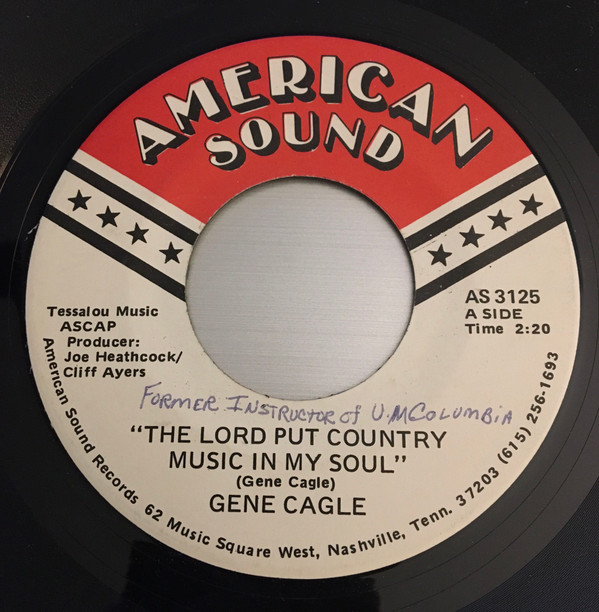 AMERICAN
SOUND
AS 3125
A SIDE
Time 2:20
Tessalou Music
ASCAP
Producer:
Joe Heathcock/
Cliff Ayers
FORMER INSTRUCTOR of U.M COLUMBIA
"THE LORD PUT COUNTRY
MUSIC IN MY SOUL"
(Gene Cagle)
GENE CAGLE
American Sound Records 62 Music Square West, Nashville, Tenn. 37203 (615) 256-1693